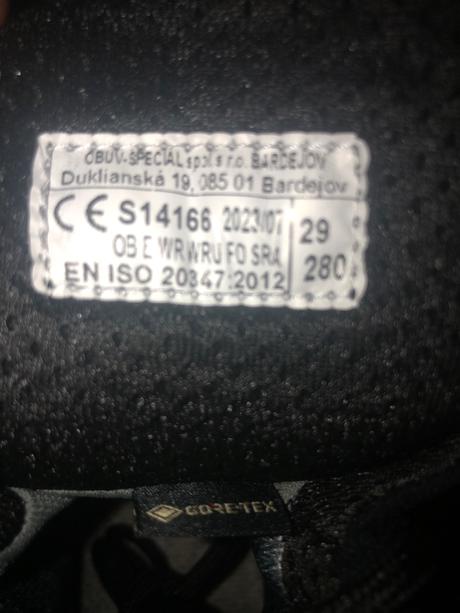 OBUV-ŠPECIÁL spol. s r.o. BARDEJOV
Duklianská 19, 085 01 Bardejov
CE S14166 2023/07 29
OB E WR WRU FO SRA 280
EN ISO 20347:2012
GORE-TEX